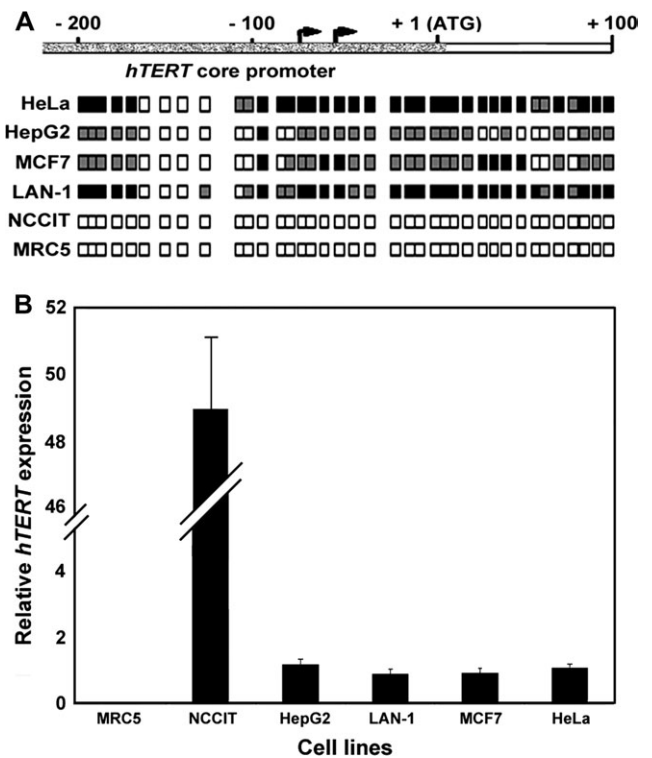 A
- 200
- 100
+ 1 (ATG)
+ 100
hTERT core promoter
HeLa
HepG2
MCF7
LAN-1
NCCIT
MRC5
B
52
50
48
46
4
2
0
Relative hTERT expression
MRC5 NCCIT HepG2 LAN-1 MCF7 HeLa
Cell lines